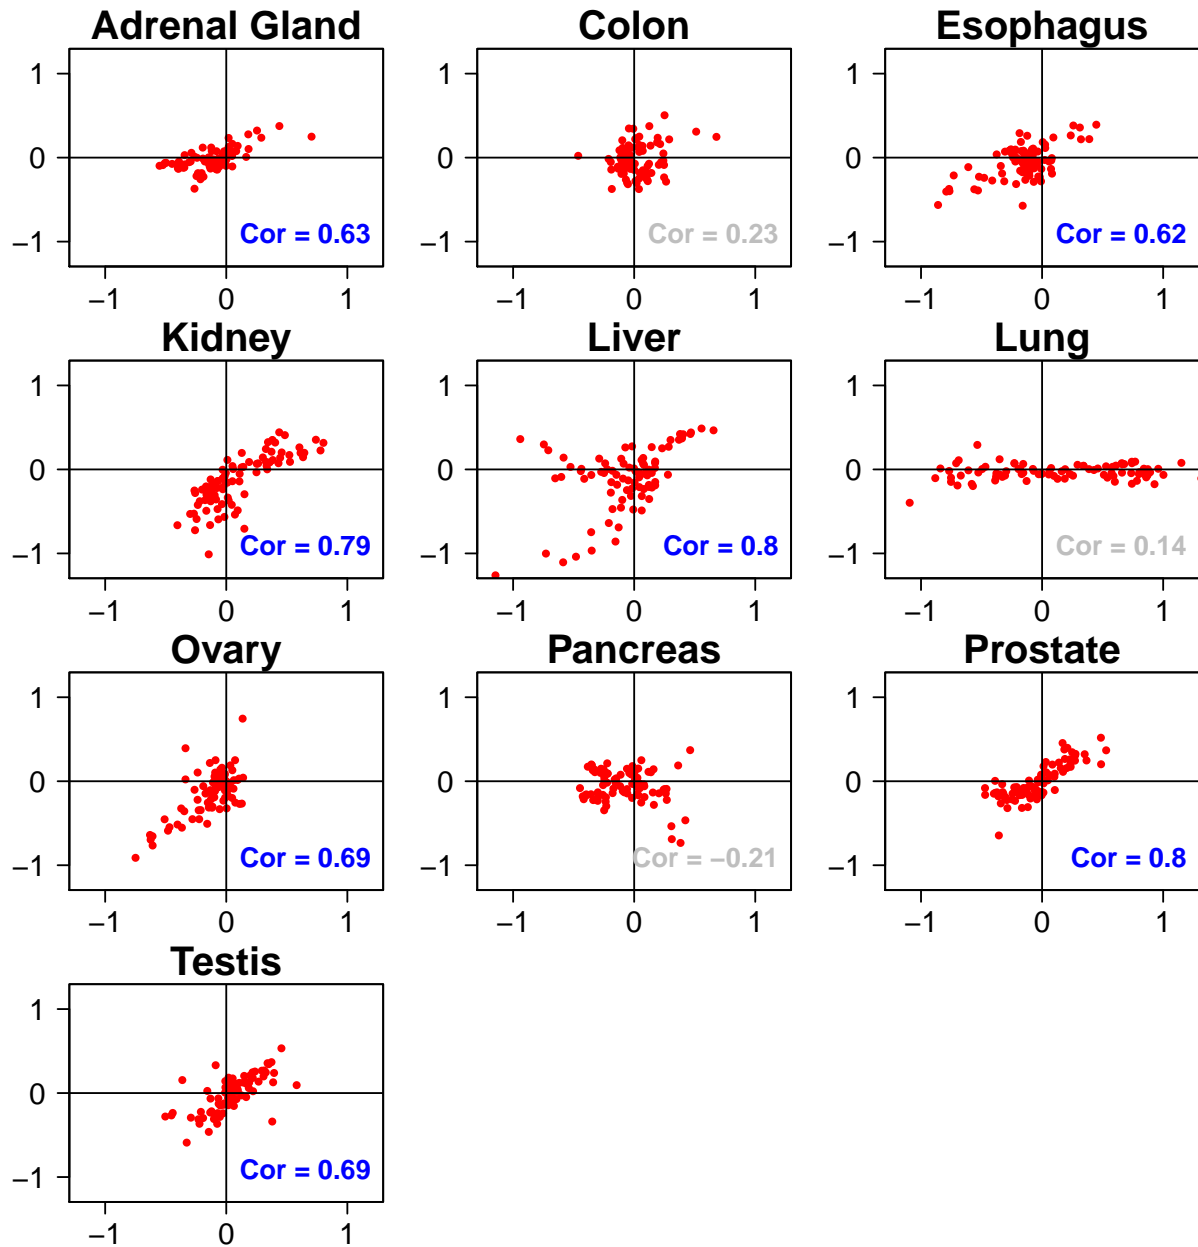 Adrenal Gland
1
0
−1
Cor = 0.63
−1 0 1
Colon
1
0
−1
Cor = 0.23
−1 0 1
Esophagus
1
0
−1
Cor = 0.62
−1 0 1
Kidney
1
0
−1
Cor = 0.79
−1 0 1
Liver
1
0
−1
Cor = 0.8
−1 0 1
Lung
1
0
−1
Cor = 0.14
−1 0 1
Ovary
1
0
−1
Cor = 0.69
−1 0 1
Pancreas
1
0
−1
Cor = −0.21
−1 0 1
Prostate
1
0
−1
Cor = 0.8
−1 0 1
Testis
1
0
−1
Cor = 0.69
−1 0 1